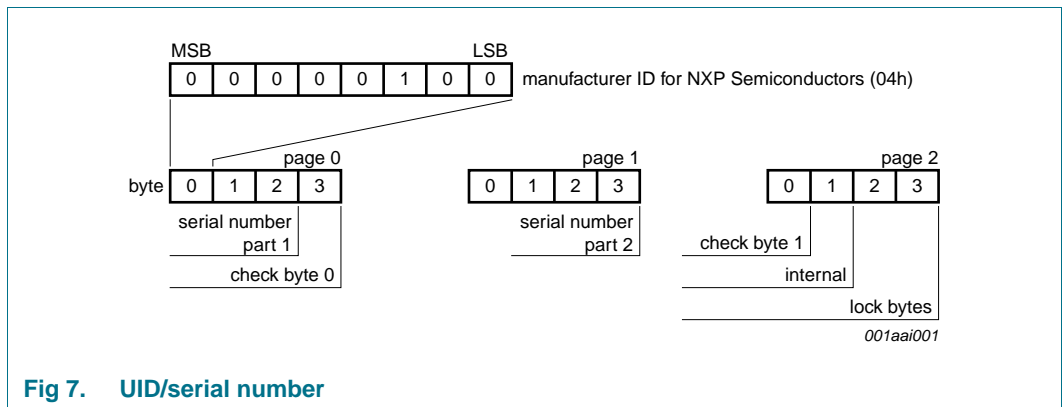 MSB LSB
0 0 0 0 0 1 0 0 manufacturer ID for NXP Semiconductors (04h)
page 0 page 1 page 2
byte 0 1 2 3 0 1 2 3 0 1 2 3
serial number
part 1
check byte 0
serial number
part 2
check byte 1
internal
lock bytes
001aai001
Fig 7. UID/serial number